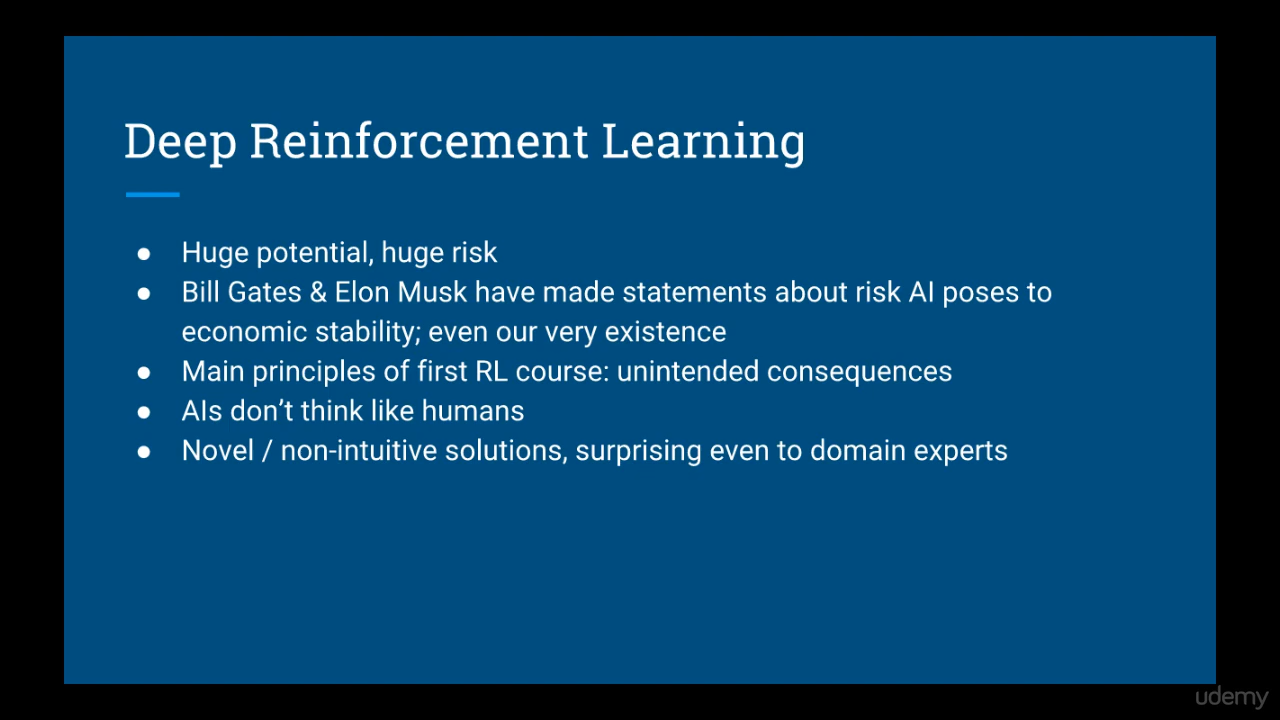 Deep Reinforcement Learning
● Huge potential, huge risk
● Bill Gates & Elon Musk have made statements about risk AI poses to
economic stability; even our very existence
● Main principles of first RL course: unintended consequences
● AIs don’t think like humans
● Novel / non-intuitive solutions, surprising even to domain experts
udemy